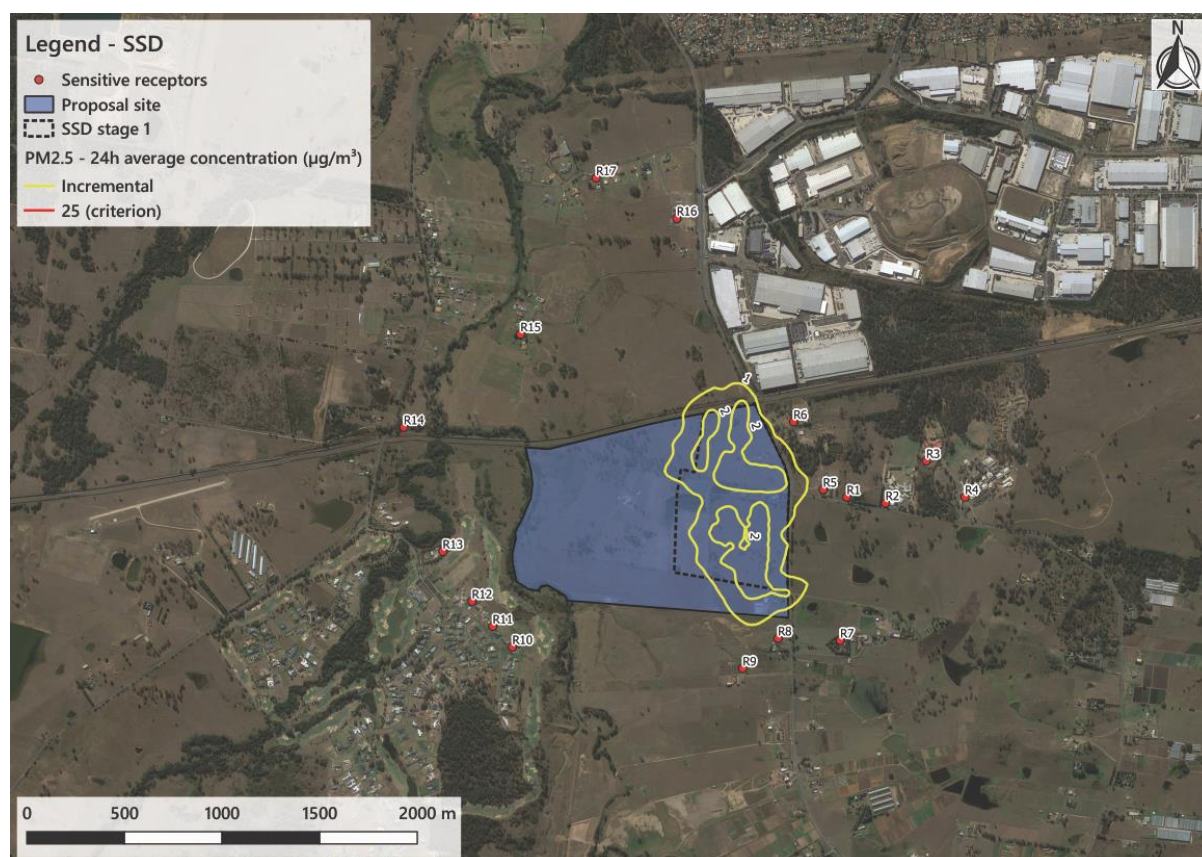 Legend - SSD
Sensitive receptors
Proposal site
SSD stage 1
PM2.5 - 24h average concentration (µg/m³)
Incremental
25 (criterion)
N
R17
R16
R15
R14
1
2
2
R6
R3
R5
R1
R2
R4
2
R13
R12
R11
R10
R8
R7
R9
0 500 1000 1500 2000 m